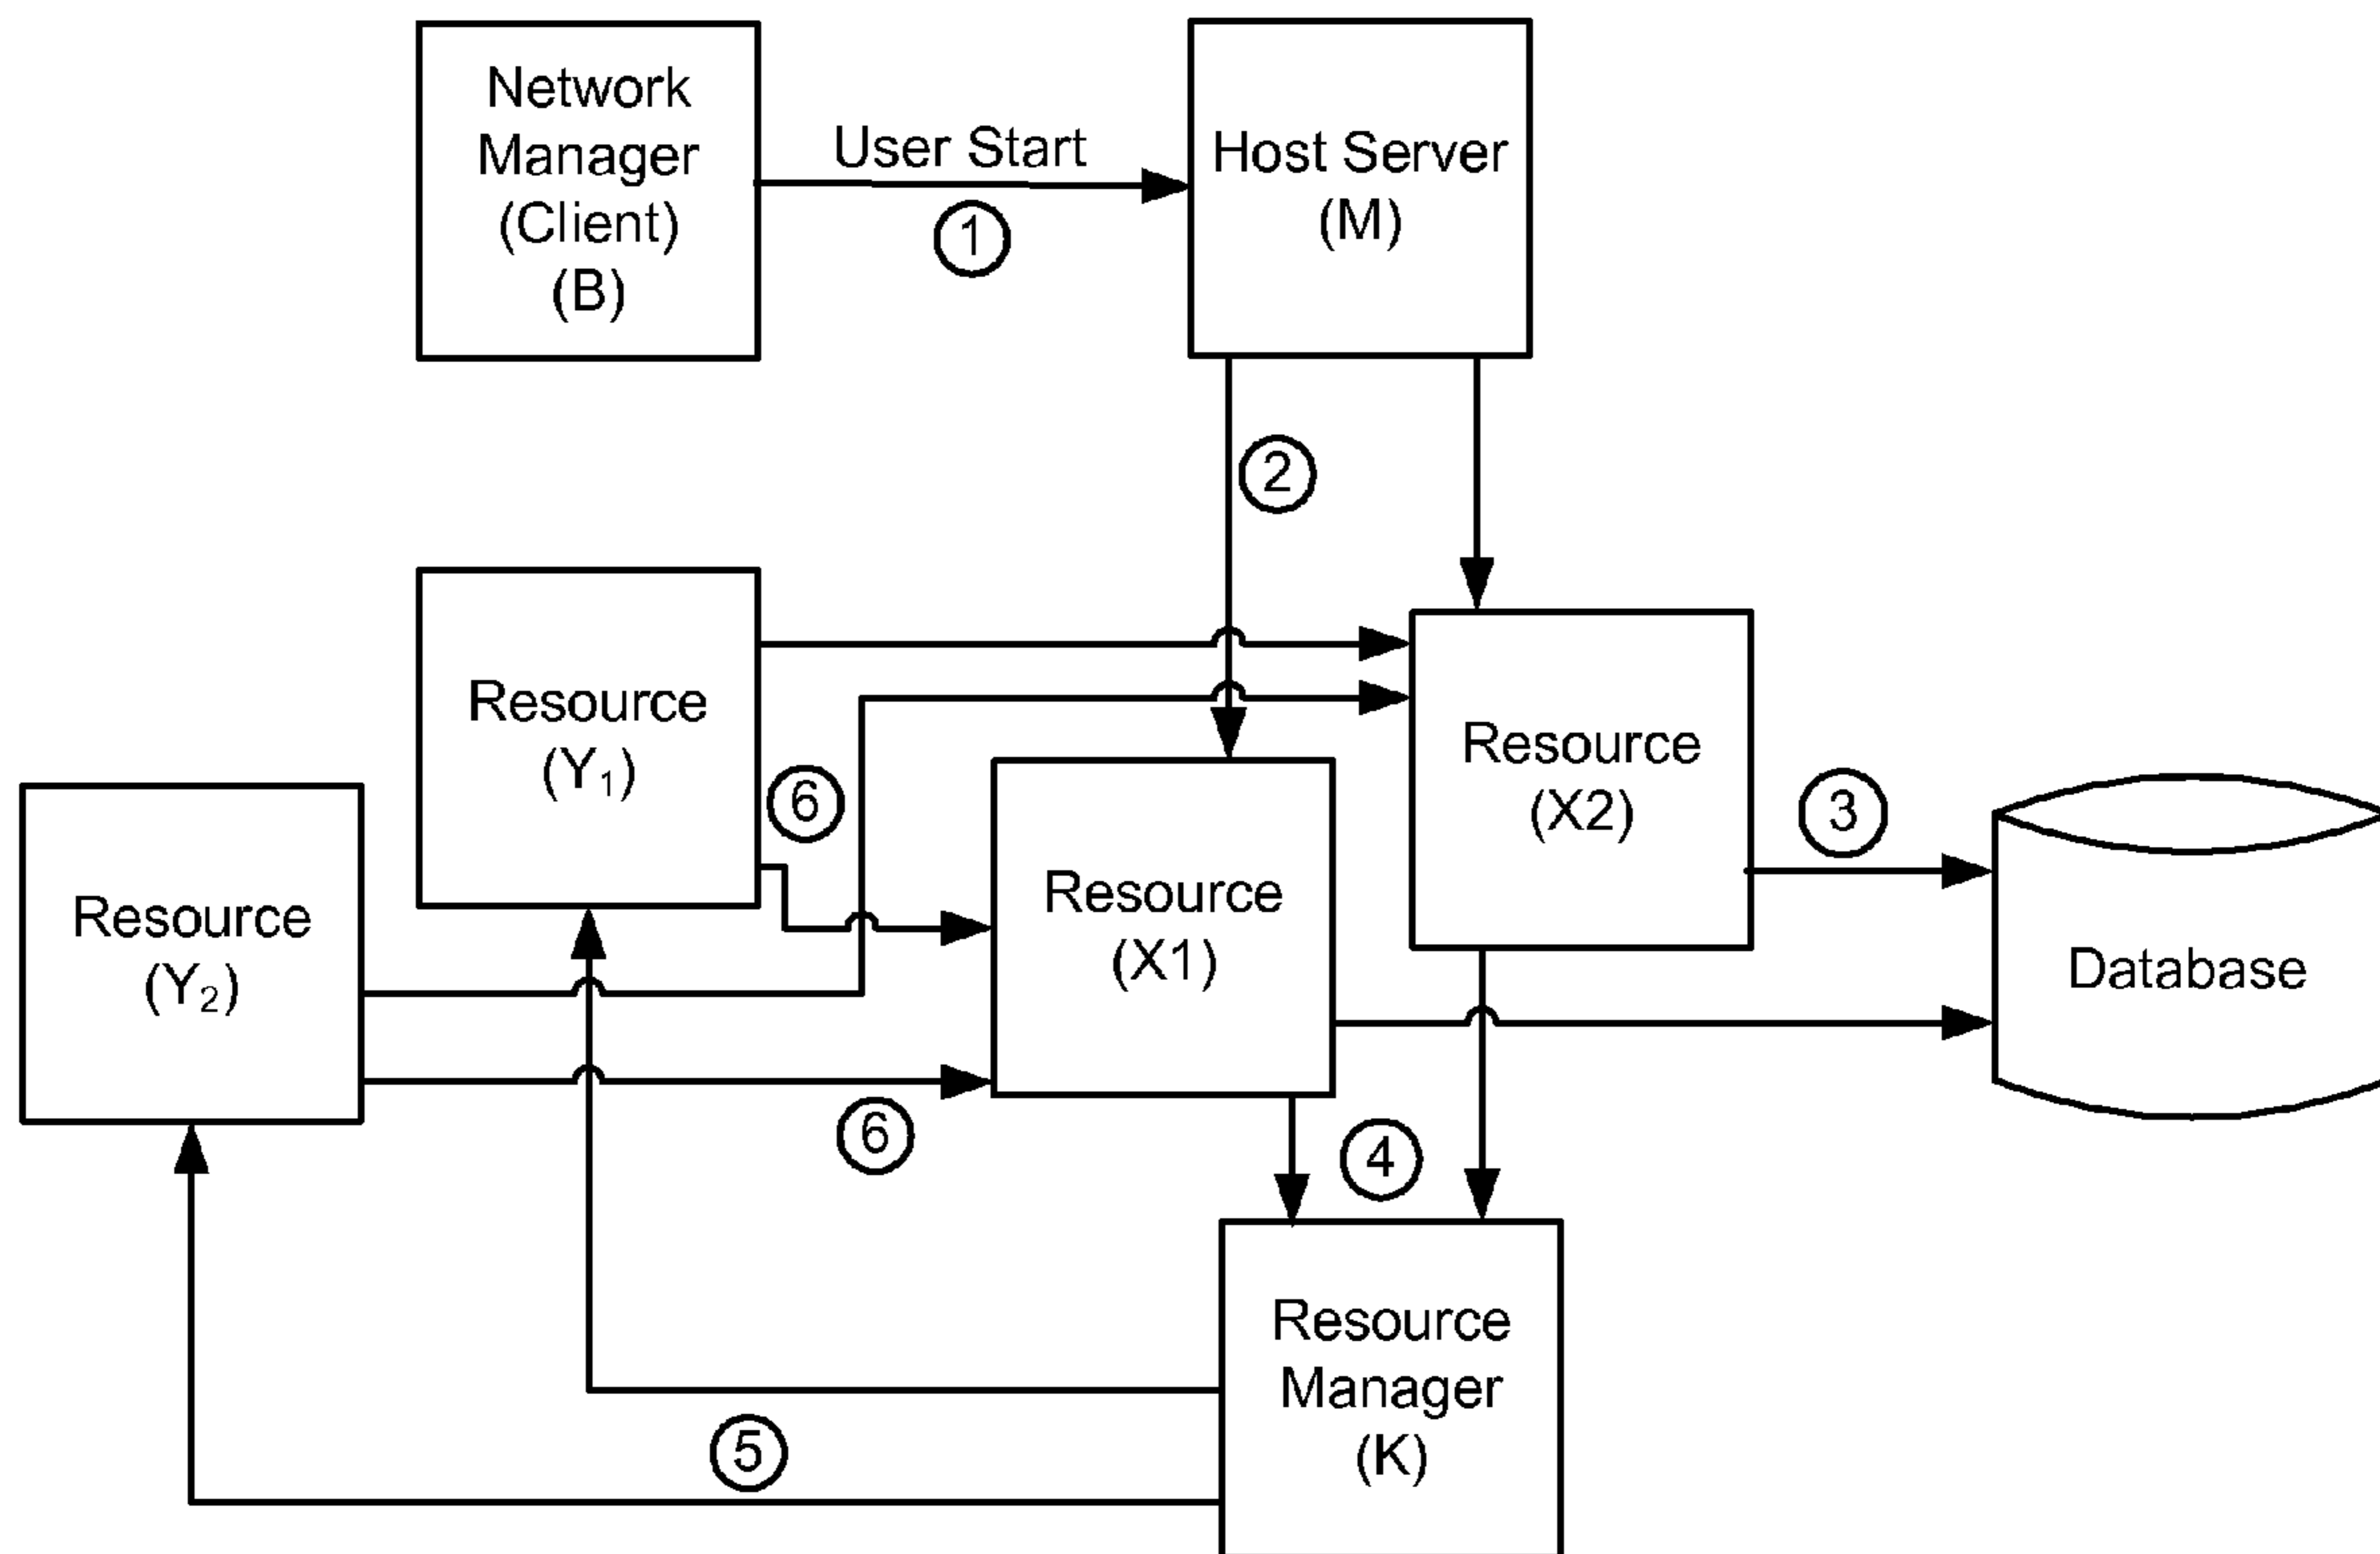 Network
Manager
(Client)
(B)
User Start
1
Host Server
(M)
2
Resource
(Y₁)
6
Resource
(X2)
3
Resource
(Y₂)
Resource
(X1)
Database
6
4
Resource
Manager
(K)
5